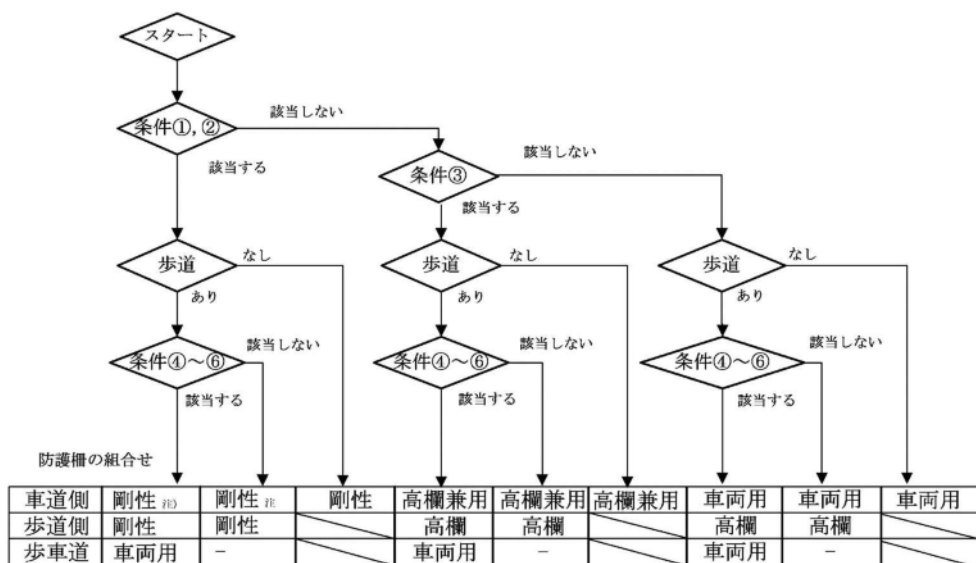 スタート
該当しない
条件①,②
該当しない
該当する
条件③
該当する
歩道
なし
歩道
なし
歩道
なし
あり
あり
あり
条件④～⑥
該当しない
条件④～⑥
該当しない
条件④～⑥
該当しない
該当する
該当する
該当する
防護柵の組合せ
車道側 剛性 注) 剛性 注 剛性 高欄兼用 高欄兼用 高欄兼用 車両用 車両用 車両用
歩道側 剛性 剛性 高欄 高欄 高欄 高欄
歩車道 車両用 － 車両用 － 車両用 －